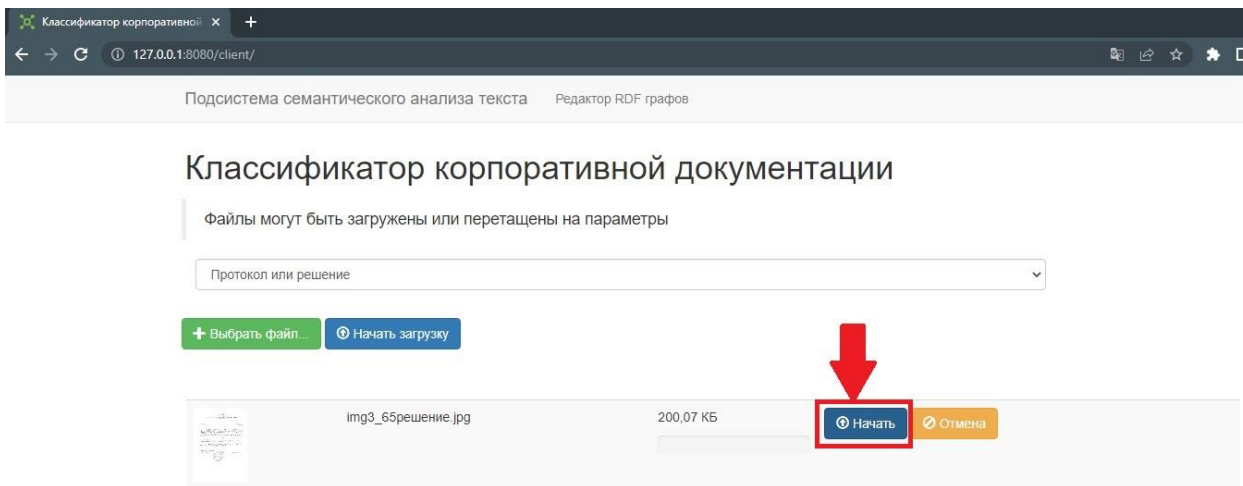 Классификатор корпоративной
127.0.0.1:8080/client/
Подсистема семантического анализа текста Редактор RDF графов
Классификатор корпоративной документации
Файлы могут быть загружены или перетащены на параметры
Протокол или решение
Выбрать файл... Начать загрузку
img3_65решение.jpg 200,07 КБ Начать Отмена